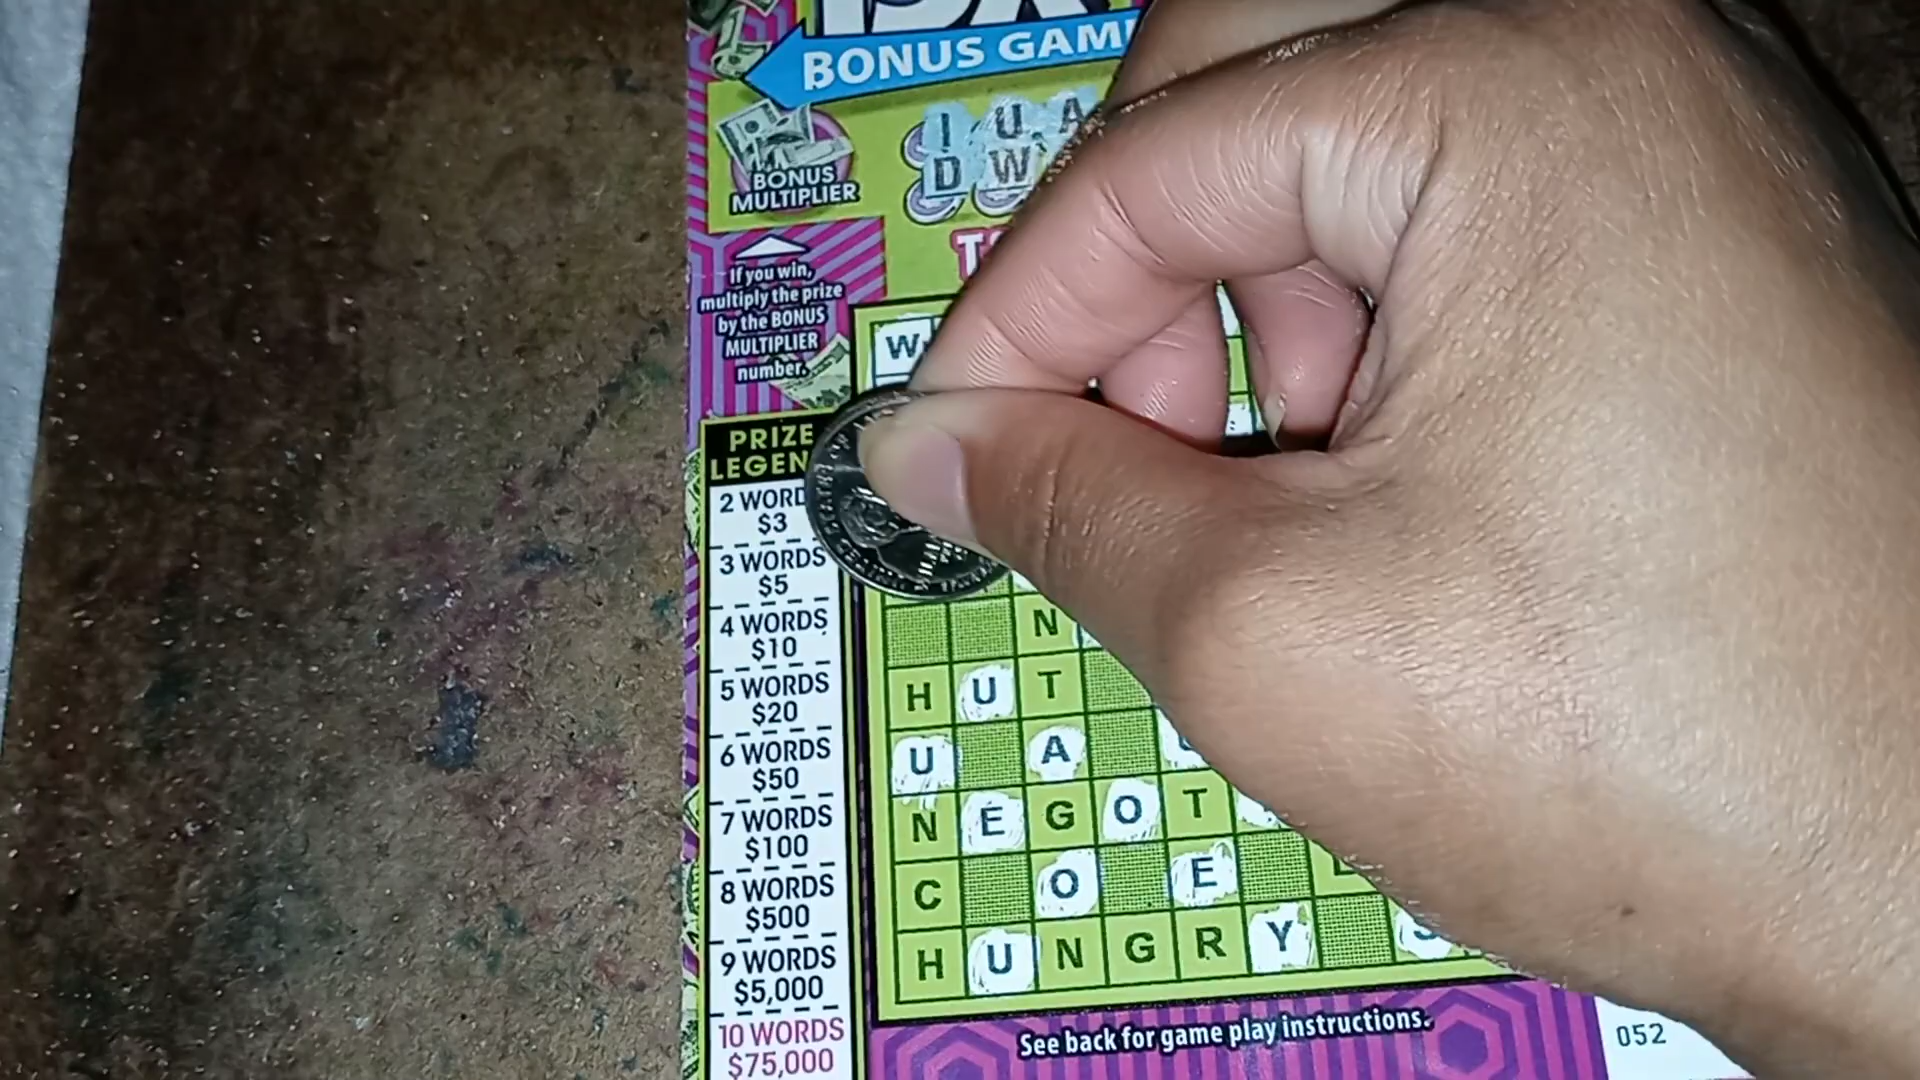 BONUS GAM
I U A
D W
BONUS
MULTIPLIER
If you win,
multiply the prize
by the BONUS
MULTIPLIER
number.
W
PRIZE
LEGEN
2 WORD
$3
3 WORDS
$5
4 WORDS
$10
5 WORDS
$20
6 WORDS
$50
7 WORDS
$100
8 WORDS
$500
9 WORDS
$5,000
10 WORDS
$75,000
N
H U T
U A
N E G O T
C O E
H U N G R Y
See back for game play instructions.
052